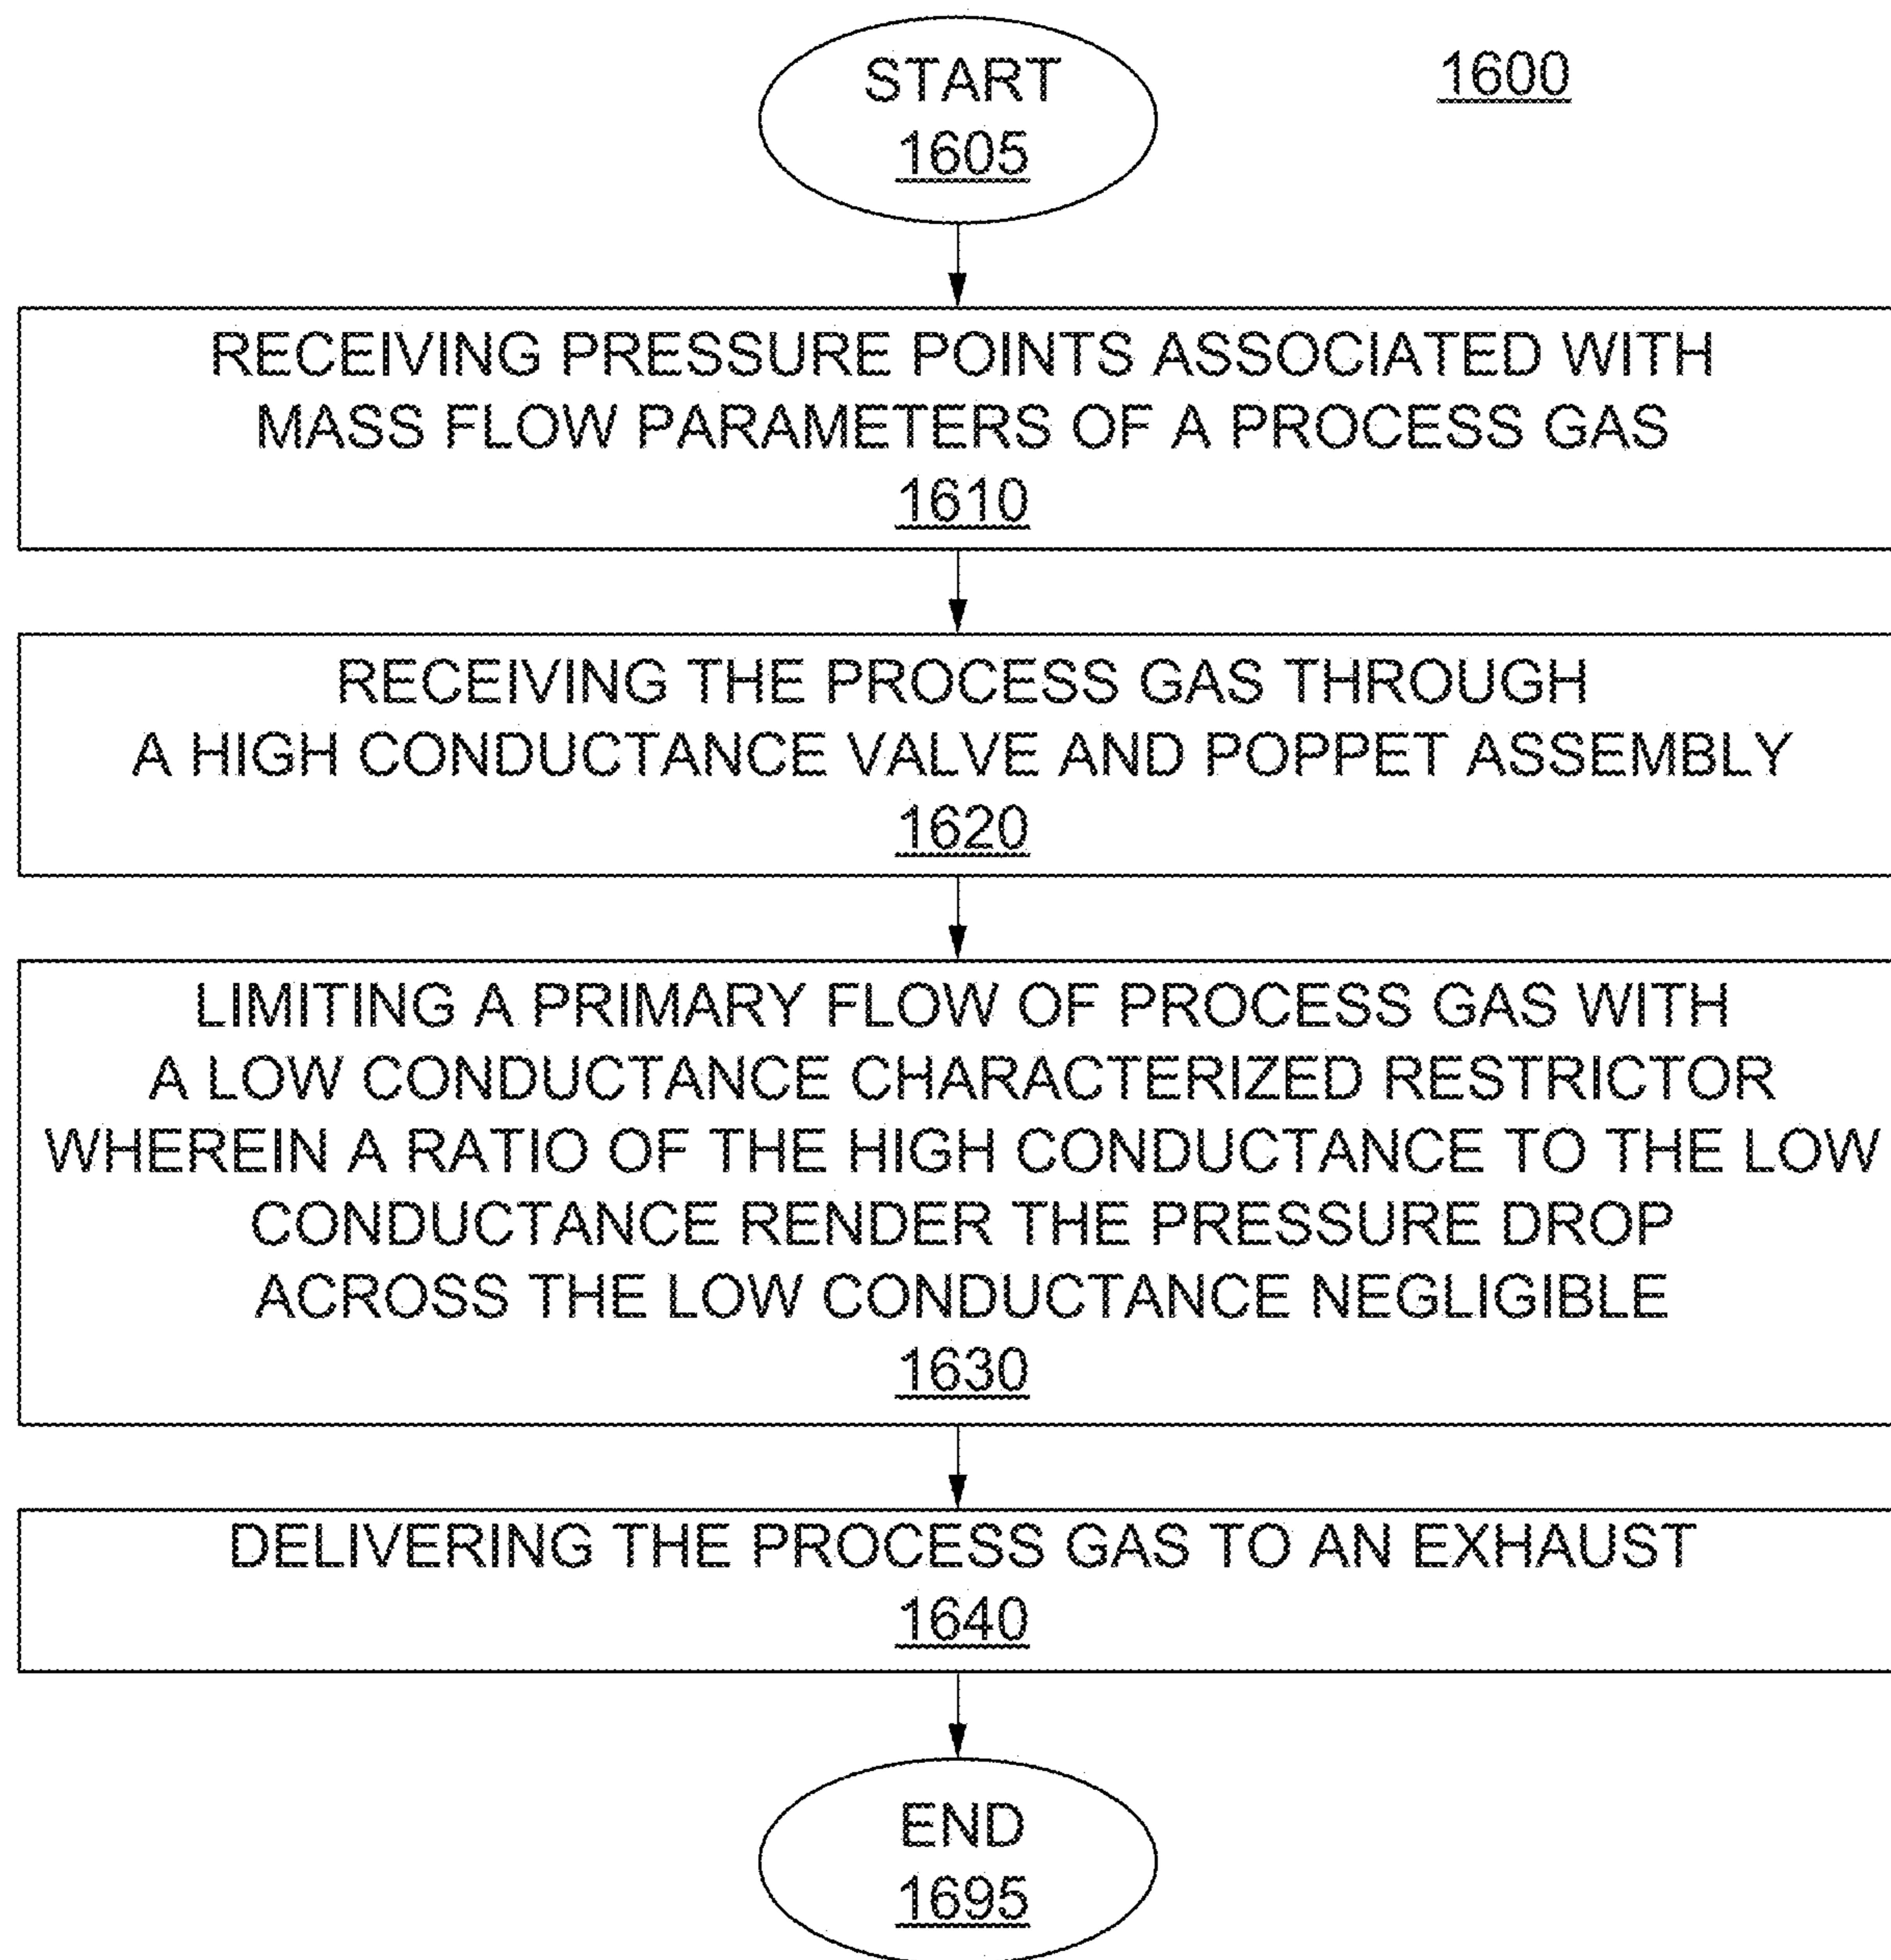 START
1605
1600
RECEIVING PRESSURE POINTS ASSOCIATED WITH
MASS FLOW PARAMETERS OF A PROCESS GAS
1610
RECEIVING THE PROCESS GAS THROUGH
A HIGH CONDUCTANCE VALVE AND POPPET ASSEMBLY
1620
LIMITING A PRIMARY FLOW OF PROCESS GAS WITH
A LOW CONDUCTANCE CHARACTERIZED RESTRICTOR
WHEREIN A RATIO OF THE HIGH CONDUCTANCE TO THE LOW
CONDUCTANCE RENDER THE PRESSURE DROP
ACROSS THE LOW CONDUCTANCE NEGLIGIBLE
1630
DELIVERING THE PROCESS GAS TO AN EXHAUST
1640
END
1695